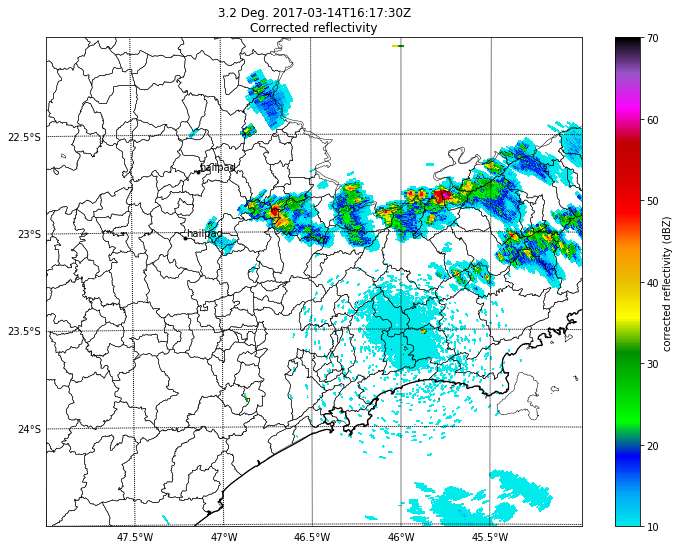 3.2 Deg. 2017-03-14T16:17:30Z
Corrected reflectivity
70
60
50
40
30
20
10
corrected reflectivity (dBZ)
22.5°S
23°S
23.5°S
24°S
hailpad
hailpad
47.5°W
47°W
46.5°W
46°W
45.5°W